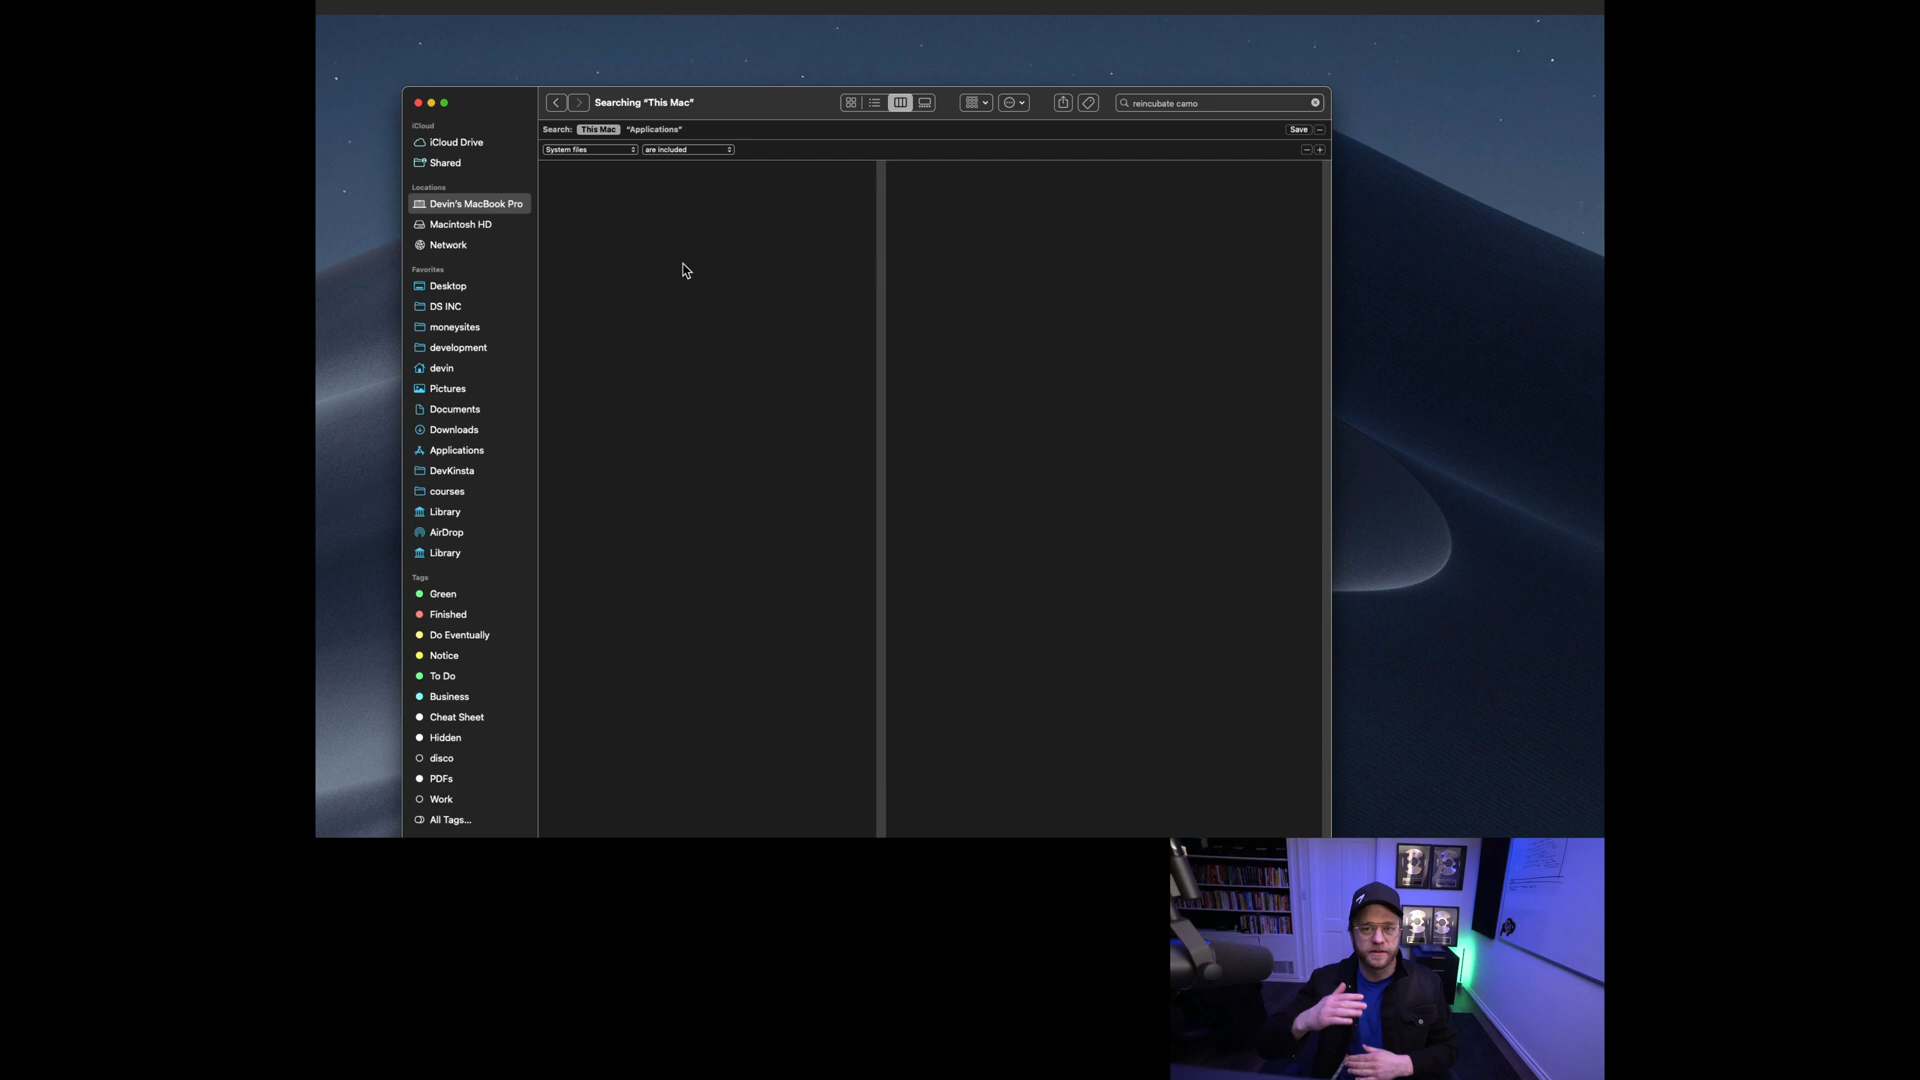 Searching “This Mac”
reincubate camo
Search: This Mac “Applications”
Save
System files
are included
iCloud
iCloud Drive
Shared
Locations
Devin’s MacBook Pro
Macintosh HD
Network
Favorites
Desktop
DS INC
moneysites
development
devin
Pictures
Documents
Downloads
Applications
DevKinsta
courses
Library
AirDrop
Library
Tags
Green
Finished
Do Eventually
Notice
To Do
Business
Cheat Sheet
Hidden
disco
PDFs
Work
All Tags...